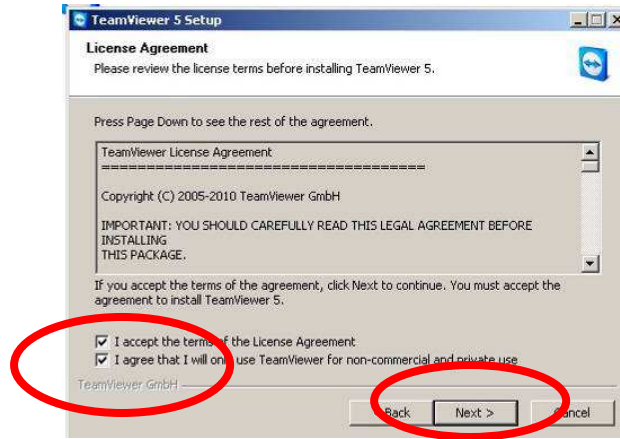 TeamViewer 5 Setup
License Agreement
Please review the license terms before installing TeamViewer 5.
Press Page Down to see the rest of the agreement.
TeamViewer License Agreement
====================================
Copyright (C) 2005-2010 TeamViewer GmbH
IMPORTANT: YOU SHOULD CAREFULLY READ THIS LEGAL AGREEMENT BEFORE
INSTALLING
THIS PACKAGE.
If you accept the terms of the agreement, click Next to continue. You must accept the
agreement to install TeamViewer 5.
I accept the terms of the License Agreement
I agree that I will only use TeamViewer for non-commercial and private use
TeamViewer GmbH
Back Next > Cancel